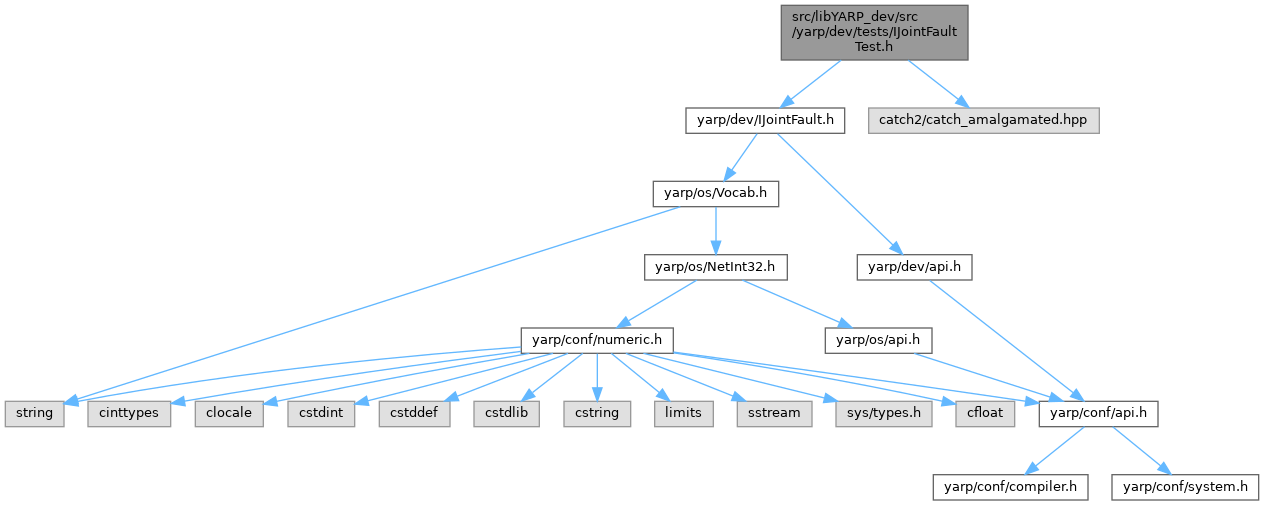 src/libYARP_dev/src
/yarp/dev/tests/IJointFault
Test.h
yarp/dev/IJointFault.h
catch2/catch_amalgamated.hpp
yarp/os/Vocab.h
yarp/os/NetInt32.h
yarp/dev/api.h
yarp/conf/numeric.h
yarp/os/api.h
string
cinttypes
clocale
cstdint
cstddef
cstdlib
cstring
limits
sstream
sys/types.h
cfloat
yarp/conf/api.h
yarp/conf/compiler.h
yarp/conf/system.h